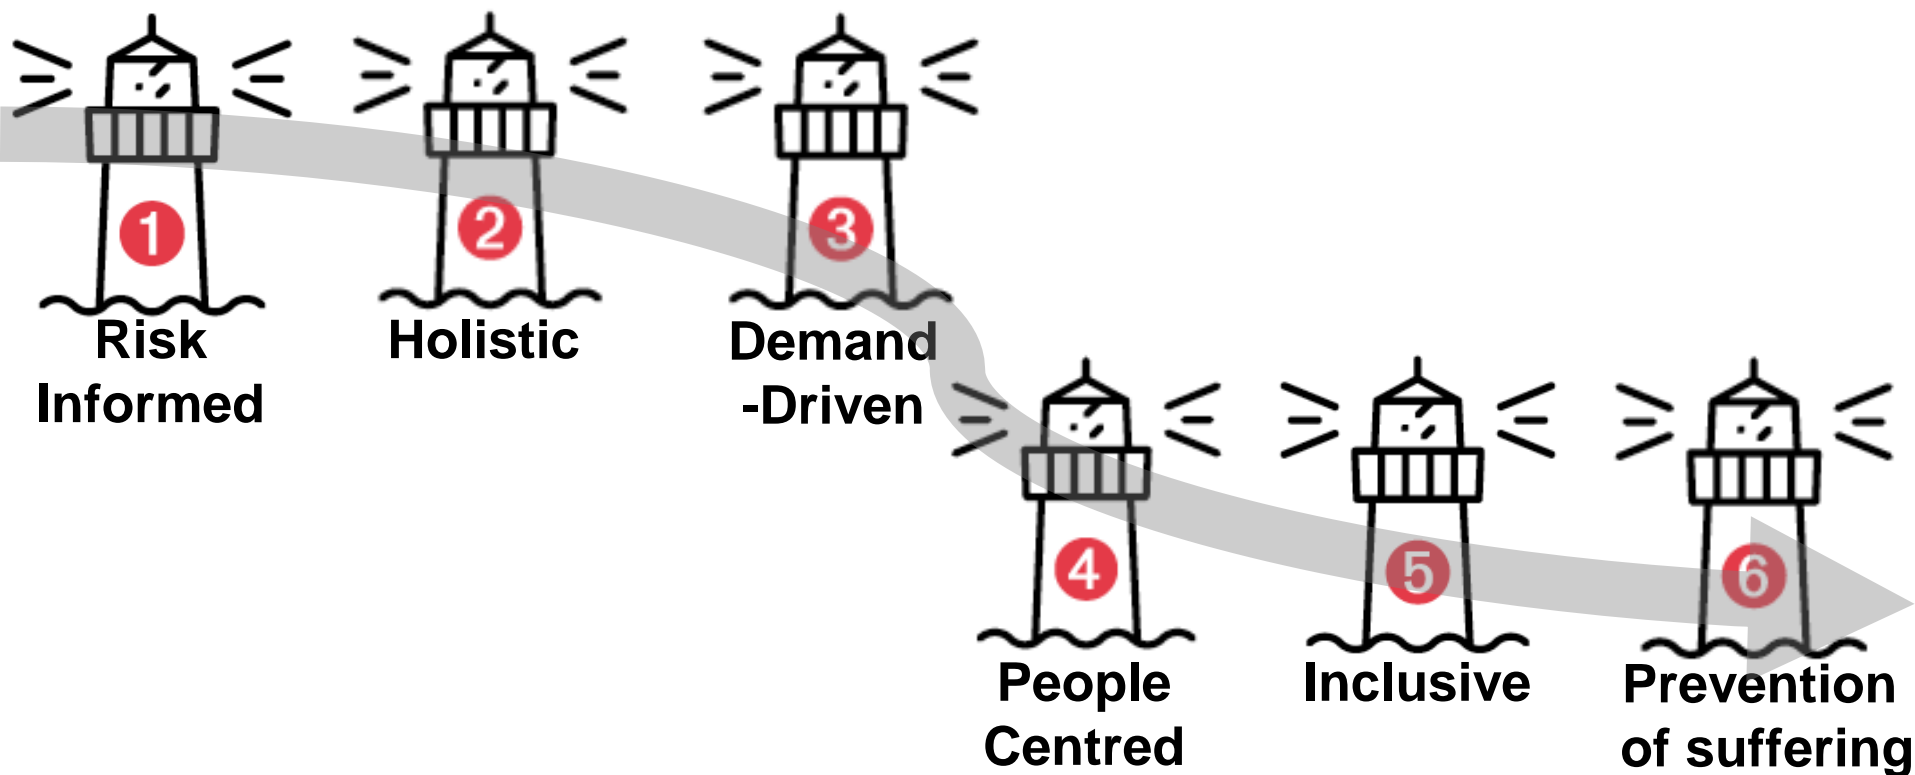 1
Risk
Informed
2
Holistic
3
Demand
-Driven
4
People
Centred
5
Inclusive
6
Prevention
of suffering